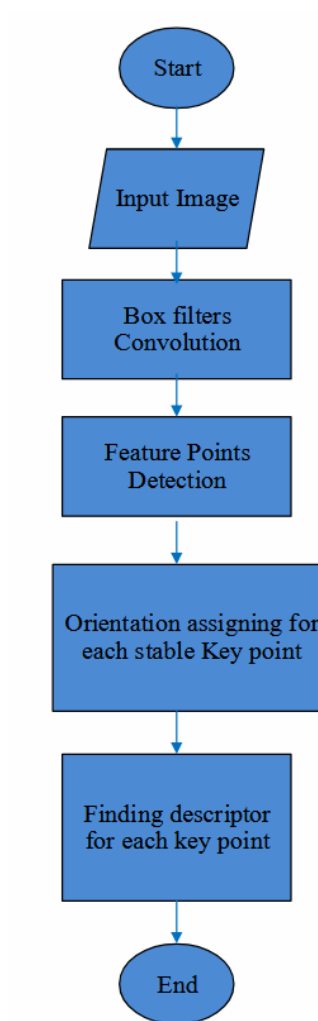 Start
Input Image
Box filters
Convolution
Feature Points
Detection
Orientation assigning for
each stable Key point
Finding descriptor
for each key point
End